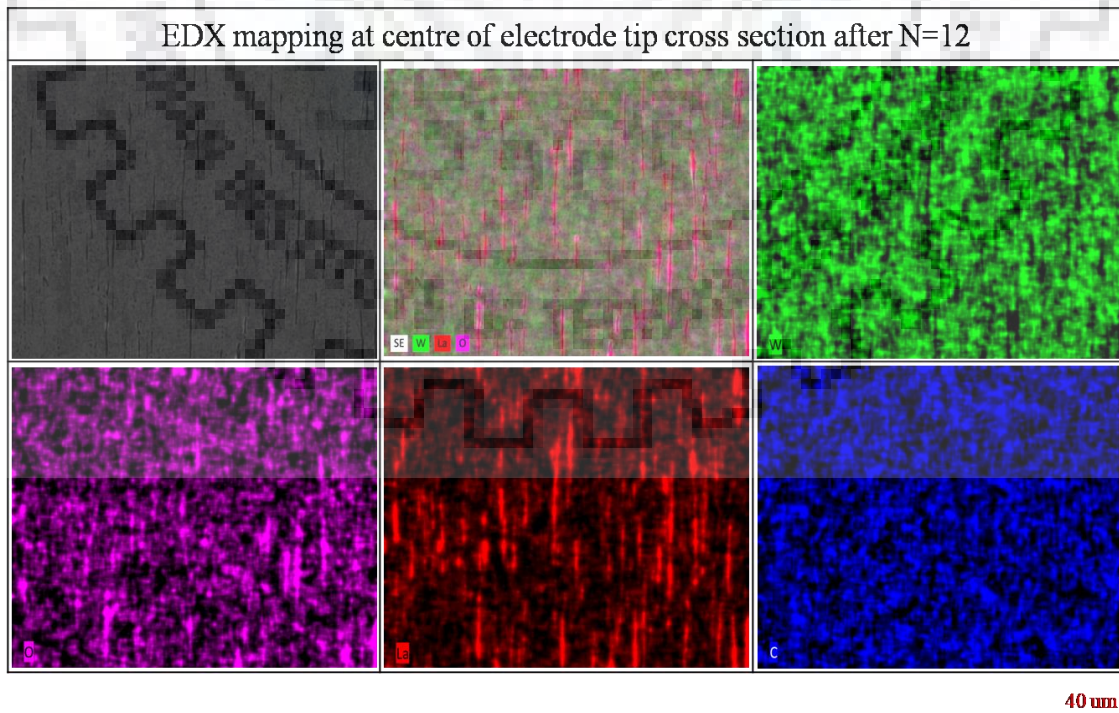 EDX mapping at centre of electrode tip cross section after N=12
SE W La O
W
O
La
C
40 um